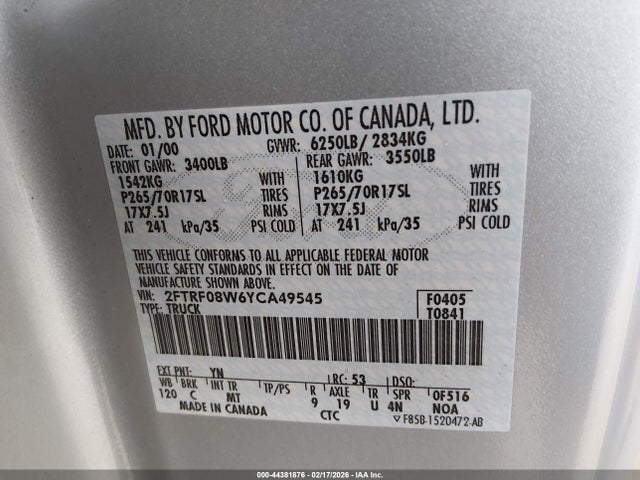 MFD. BY FORD MOTOR CO. OF CANADA, LTD.
DATE: 01/00 GVWR: 6250LB/ 2834KG
FRONT GAWR: 3400LB REAR GAWR: 3550LB
1542KG WITH 1610KG WITH
P265/70R17SL TIRES P265/70R17SL TIRES
17X7.5J RIMS 17X7.5J RIMS
AT 241 kPa/35 PSI COLD AT 241 kPa/35 PSI COLD
THIS VEHICLE CONFORMS TO ALL APPLICABLE FEDERAL MOTOR
VEHICLE SAFETY STANDARDS IN EFFECT ON THE DATE OF
MANUFACTURE SHOWN ABOVE.
VIN: 2FTRF08W6YCA49545 F0405
TYPE: TRUCK T0841
EXT PNT: YN RC: 53 DSO:
WB BRK INT TR TP/PS R AXLE TR SPR 0F516
120 C MT 9 19 U 4N NOA
MADE IN CANADA CTC F85B-1520472-AB
000-44381876 - 02/17/2026 - IAA Inc.